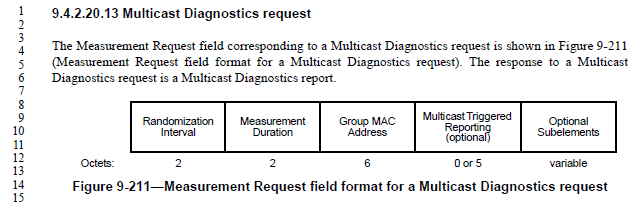 1 9.4.2.20.13 Multicast Diagnostics request
2
3
4 The Measurement Request field corresponding to a Multicast Diagnostics request is shown in Figure 9-211
5 (Measurement Request field format for a Multicast Diagnostics request). The response to a Multicast
6 Diagnostics request is a Multicast Diagnostics report.
7
8
9
10
11
12
13
14
15
Randomization Interval
Measurement Duration
Group MAC Address
Multicast Triggered Reporting (optional)
Optional Subelements
Octets: 2 2 6 0 or 5 variable
Figure 9-211—Measurement Request field format for a Multicast Diagnostics request